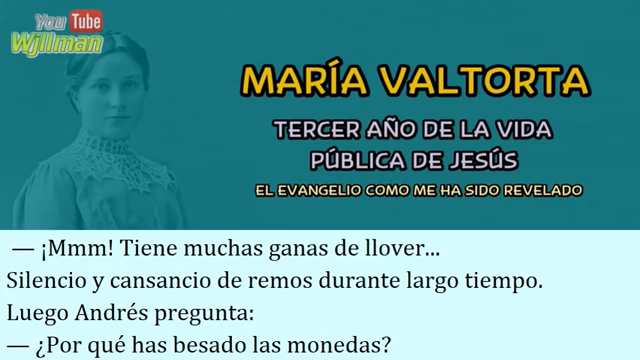 You Tube
Wjllman
MARÍA VALTORTA
TERCER AÑO DE LA VIDA
PÚBLICA DE JESÚS
EL EVANGELIO COMO ME HA SIDO REVELADO
— ¡Mmm! Tiene muchas ganas de llover...
Silencio y cansancio de remos durante largo tiempo.
Luego Andrés pregunta:
— ¿Por qué has besado las monedas?